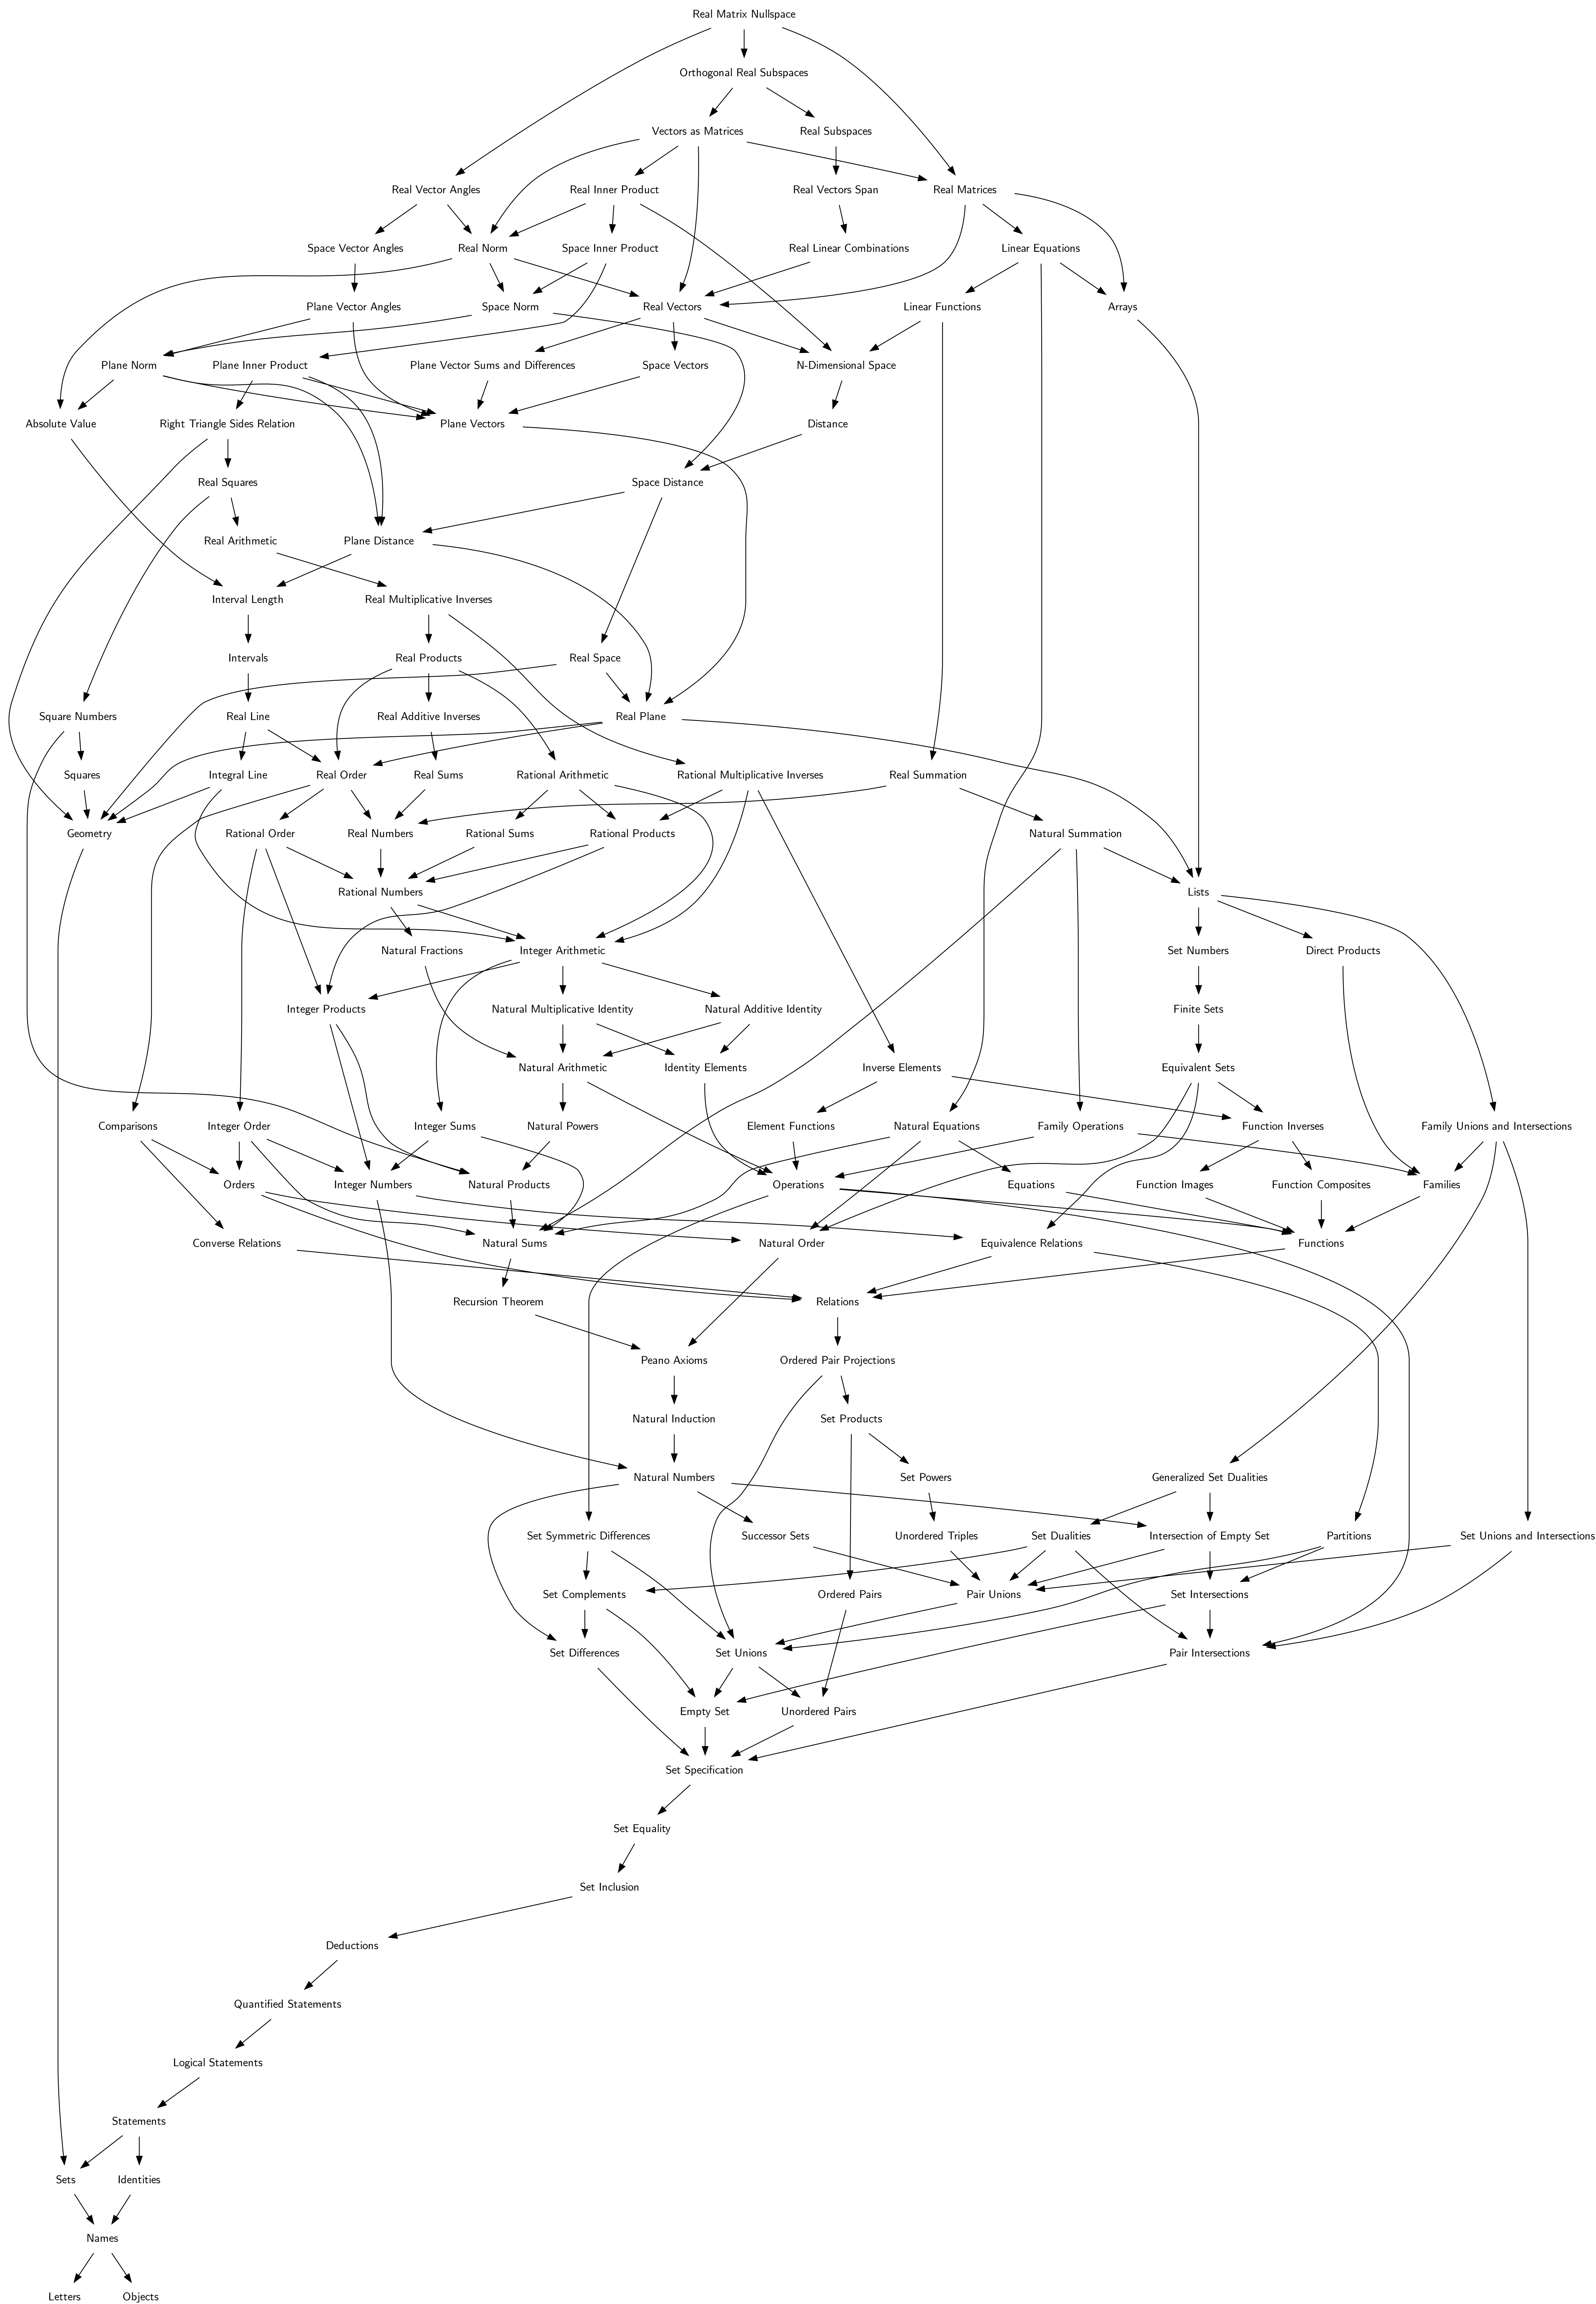 Real Matrix Nullspace
Orthogonal Real Subspaces
Vectors as Matrices
Real Subspaces
Real Vector Angles
Real Inner Product
Real Vectors Span
Real Matrices
Space Vector Angles
Real Norm
Space Inner Product
Real Linear Combinations
Linear Equations
Plane Vector Angles
Space Norm
Real Vectors
Linear Functions
Arrays
Plane Norm
Plane Inner Product
Plane Vector Sums and Differences
Space Vectors
N-Dimensional Space
Absolute Value
Right Triangle Sides Relation
Plane Vectors
Distance
Real Squares
Space Distance
Real Arithmetic
Plane Distance
Interval Length
Real Multiplicative Inverses
Intervals
Real Products
Real Space
Square Numbers
Real Line
Real Additive Inverses
Real Plane
Squares
Integral Line
Real Order
Real Sums
Rational Arithmetic
Rational Multiplicative Inverses
Real Summation
Geometry
Rational Order
Real Numbers
Rational Sums
Rational Products
Natural Summation
Rational Numbers
Lists
Natural Fractions
Integer Arithmetic
Set Numbers
Direct Products
Integer Products
Natural Multiplicative Identity
Natural Additive Identity
Finite Sets
Natural Arithmetic
Identity Elements
Inverse Elements
Equivalent Sets
Comparisons
Integer Order
Integer Sums
Natural Powers
Element Functions
Natural Equations
Family Operations
Function Inverses
Family Unions and Intersections
Orders
Integer Numbers
Natural Products
Operations
Equations
Function Images
Function Composites
Families
Converse Relations
Natural Sums
Natural Order
Equivalence Relations
Functions
Recursion Theorem
Relations
Peano Axioms
Ordered Pair Projections
Natural Induction
Set Products
Natural Numbers
Set Powers
Generalized Set Dualities
Set Symmetric Differences
Successor Sets
Unordered Triples
Set Dualities
Intersection of Empty Set
Partitions
Set Unions and Intersections
Set Complements
Ordered Pairs
Pair Unions
Set Intersections
Set Differences
Set Unions
Pair Intersections
Empty Set
Unordered Pairs
Set Specification
Set Equality
Set Inclusion
Deductions
Quantified Statements
Logical Statements
Statements
Sets
Identities
Names
Letters
Objects